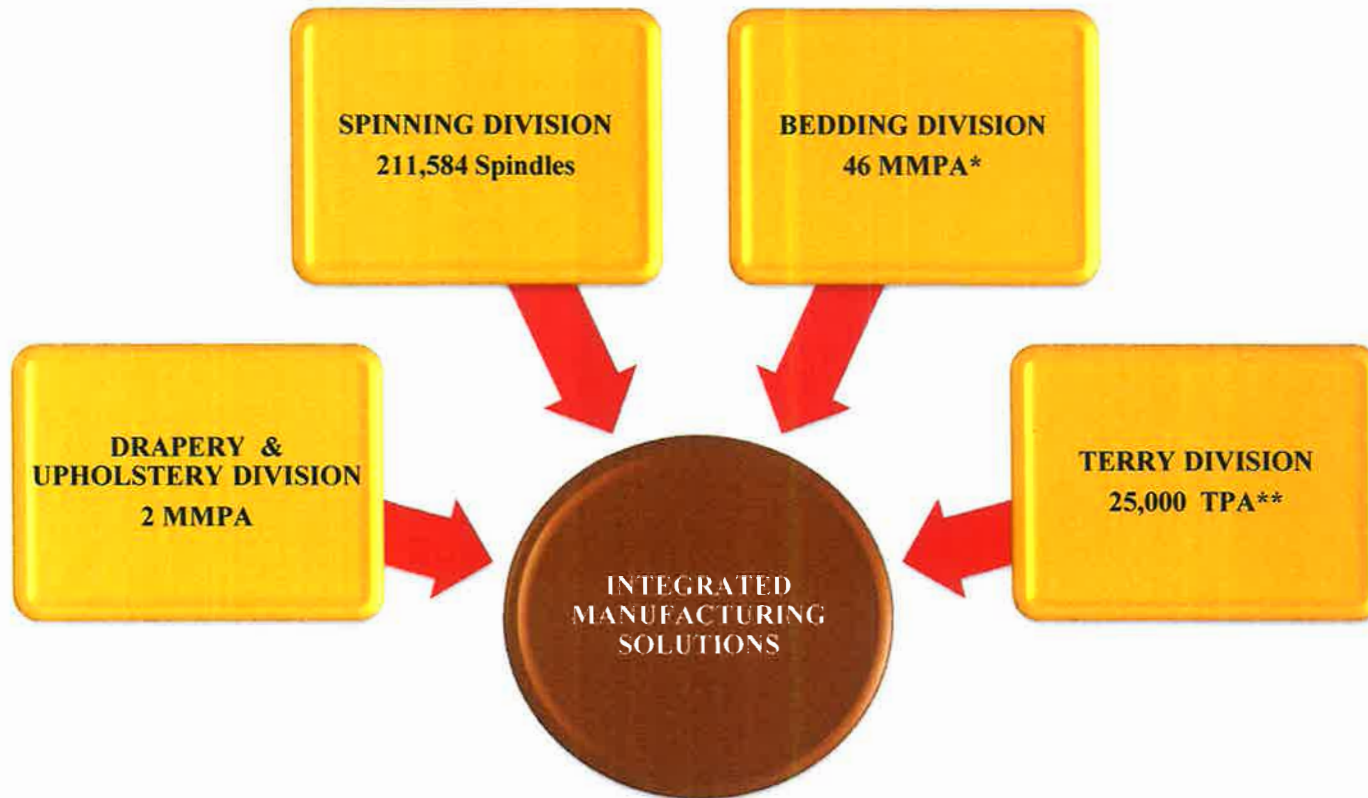 SPINNING DIVISION
211,584 Spindles
BEDDING DIVISION
46 MMPA*
DRAPERY &
UPHOLSTERY DIVISION
2 MMPA
TERRY DIVISION
25,000 TPA**
INTEGRATED
MANUFACTURING
SOLUTIONS